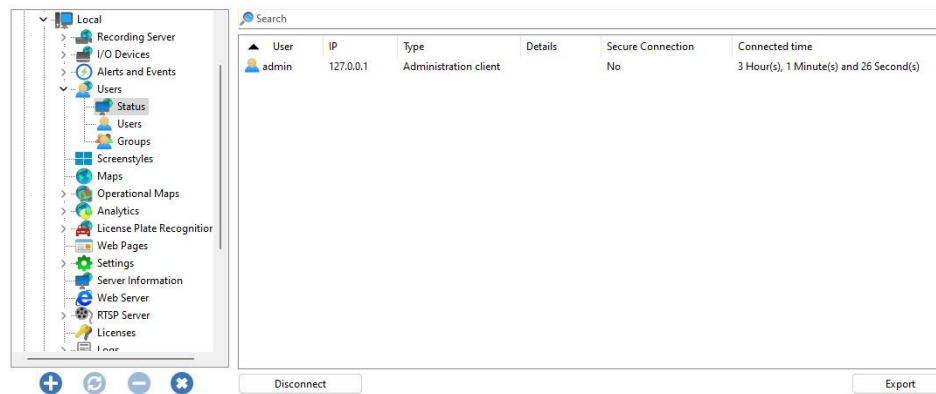 Local
Recording Server
I/O Devices
Alerts and Events
Users
Status
Users
Groups
Screenstyles
Maps
Operational Maps
Analytics
License Plate Recognition
Web Pages
Settings
Server Information
Web Server
RTSP Server
Licenses
Logs
Search
User IP Type Details Secure Connection Connected time
admin 127.0.0.1 Administration client No 3 Hour(s), 1 Minute(s) and 26 Second(s)
Disconnect Export